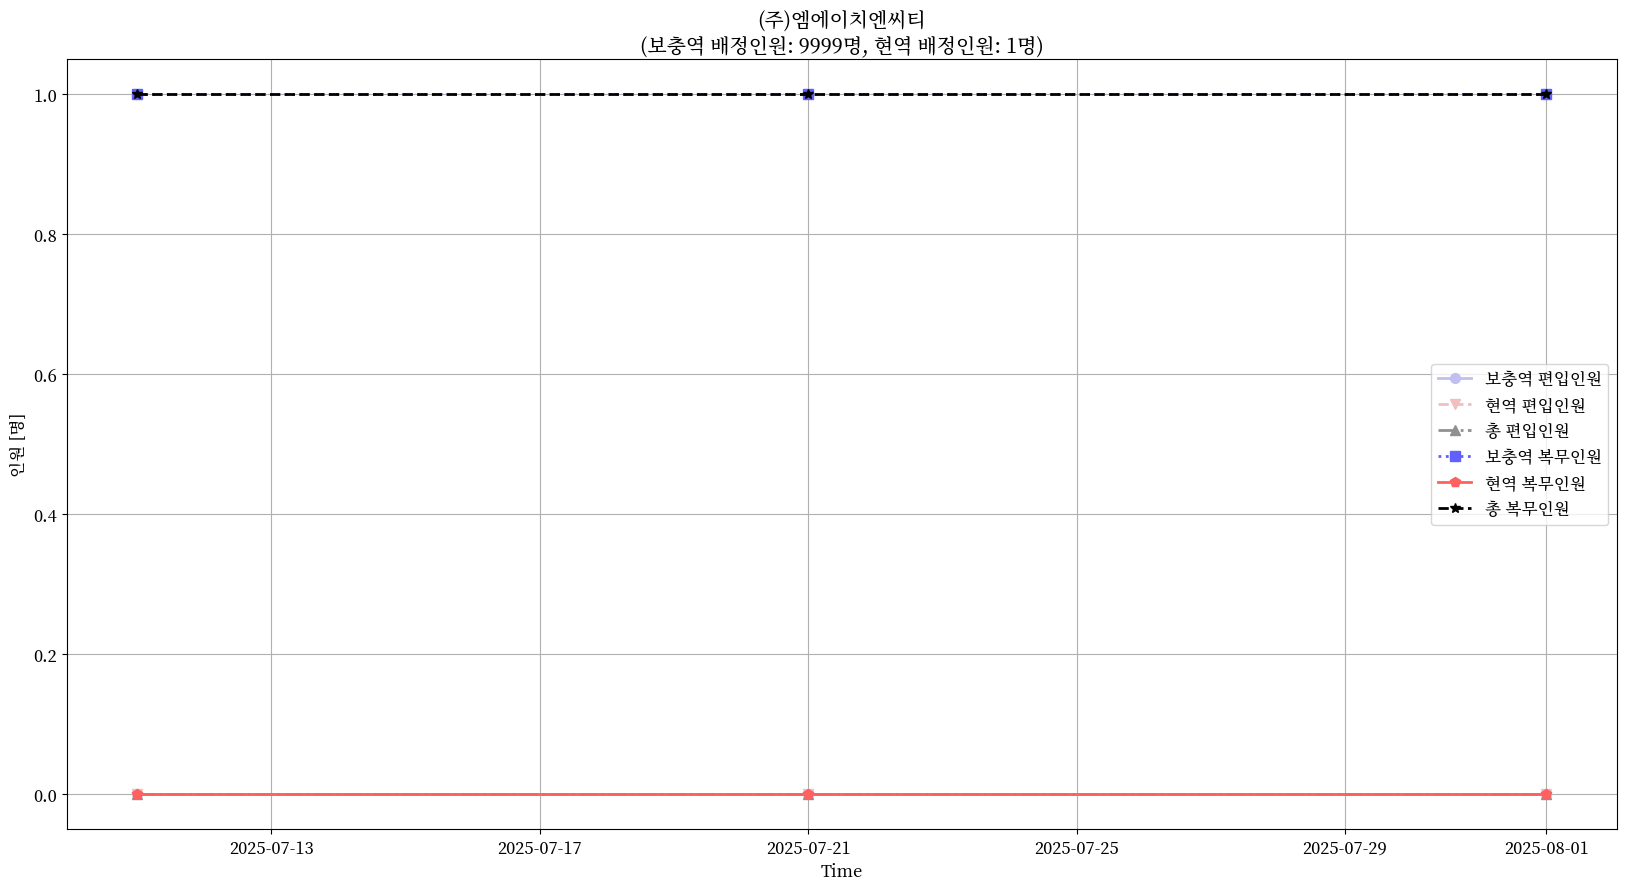 (주)엠에이치엔씨티
(보충역 배정인원: 9999명, 현역 배정인원: 1명)
인원 [명]
1.0
0.8
0.6
0.4
0.2
0.0
보충역 편입인원
현역 편입인원
총 편입인원
보충역 복무인원
현역 복무인원
총 복무인원
2025-07-13
2025-07-17
2025-07-21
2025-07-25
2025-07-29
2025-08-01
Time